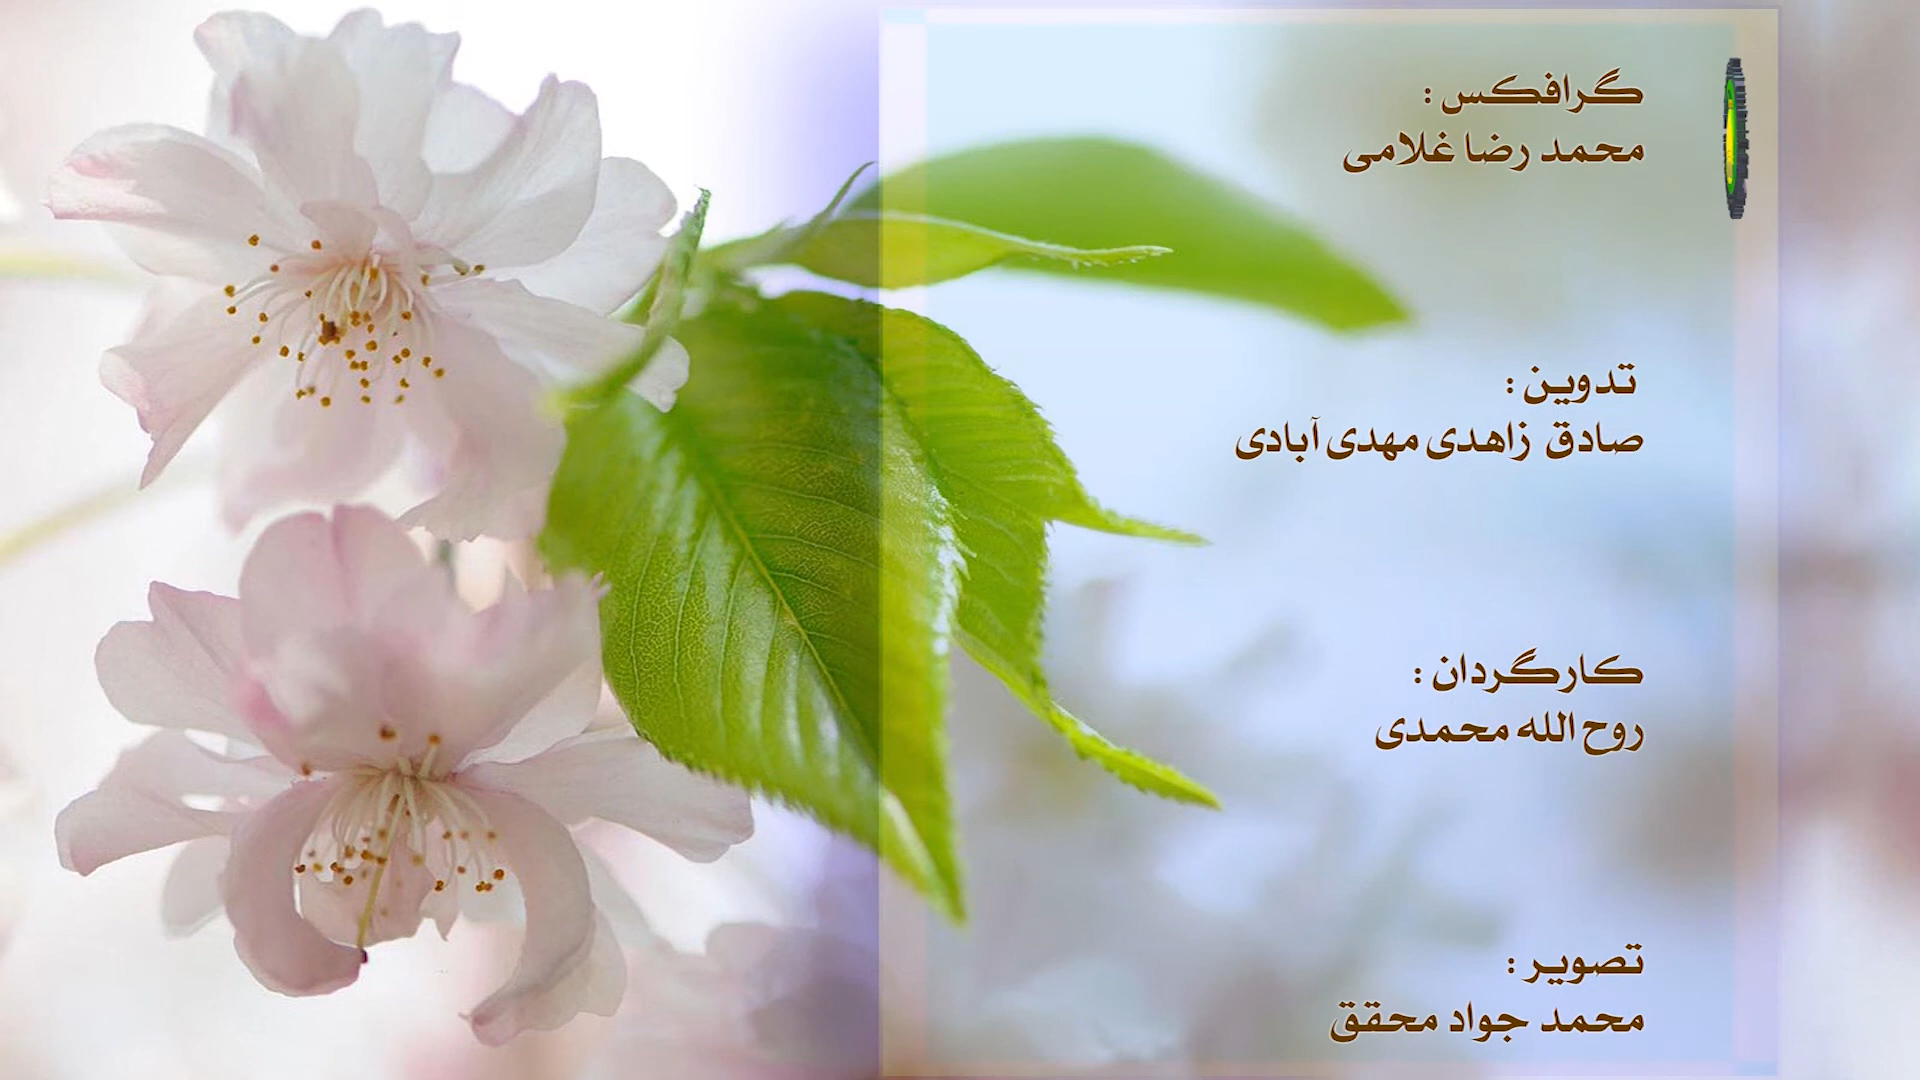 گرافکس :
محمد رضا غلامی
تدوین :
صادق زاهدی مهدی آبادی
کارگردان :
روح الله محمدی
تصویر :
محمد جواد محقق